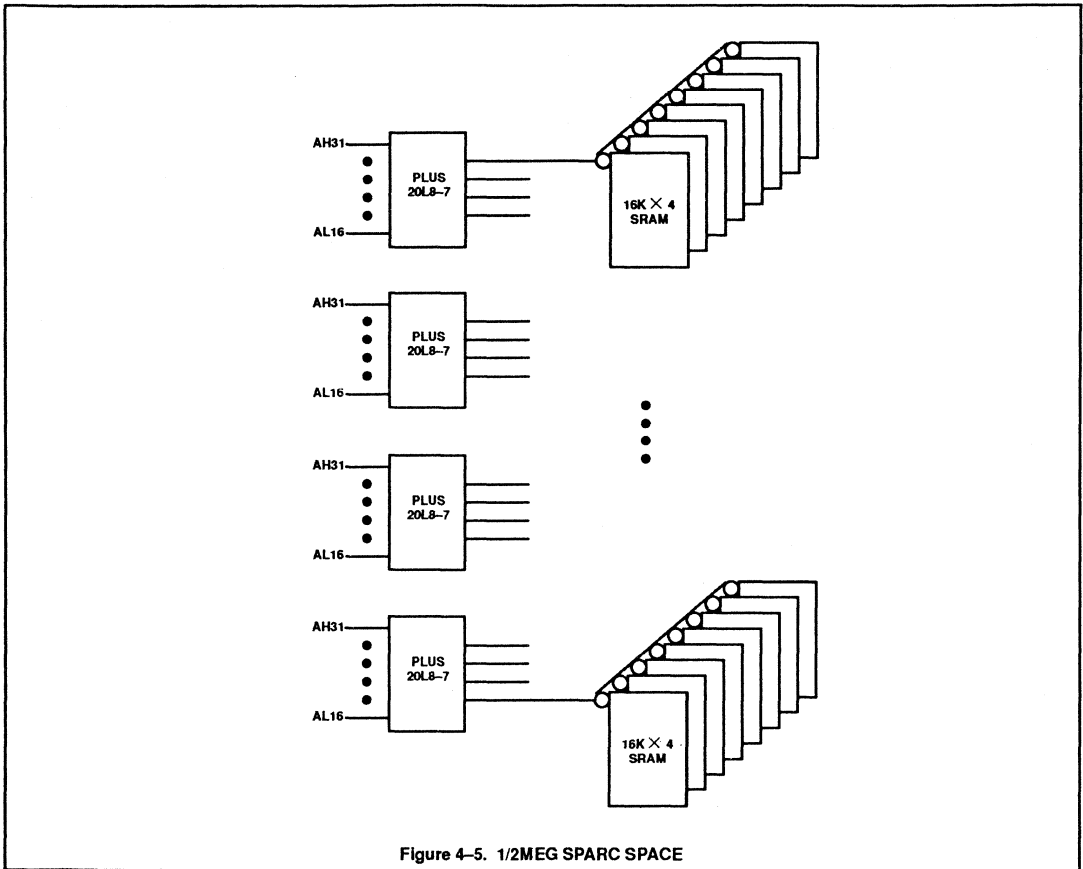 AH31
PLUS
20L8–7
AL16
16K × 4
SRAM
AH31
PLUS
20L8–7
AL16
AH31
PLUS
20L8–7
AL16
AH31
PLUS
20L8–7
AL16
16K × 4
SRAM
Figure 4–5. 1/2MEG SPARC SPACE